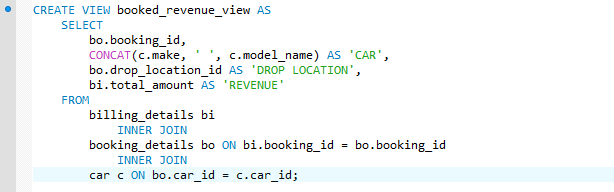 CREATE VIEW booked_revenue_view AS
SELECT
bo.booking_id,
CONCAT(c.make, ' ', c.model_name) AS 'CAR',
bo.drop_location_id AS 'DROP LOCATION',
bi.total_amount AS 'REVENUE'
FROM
billing_details bi
INNER JOIN
booking_details bo ON bi.booking_id = bo.booking_id
INNER JOIN
car c ON bo.car_id = c.car_id;